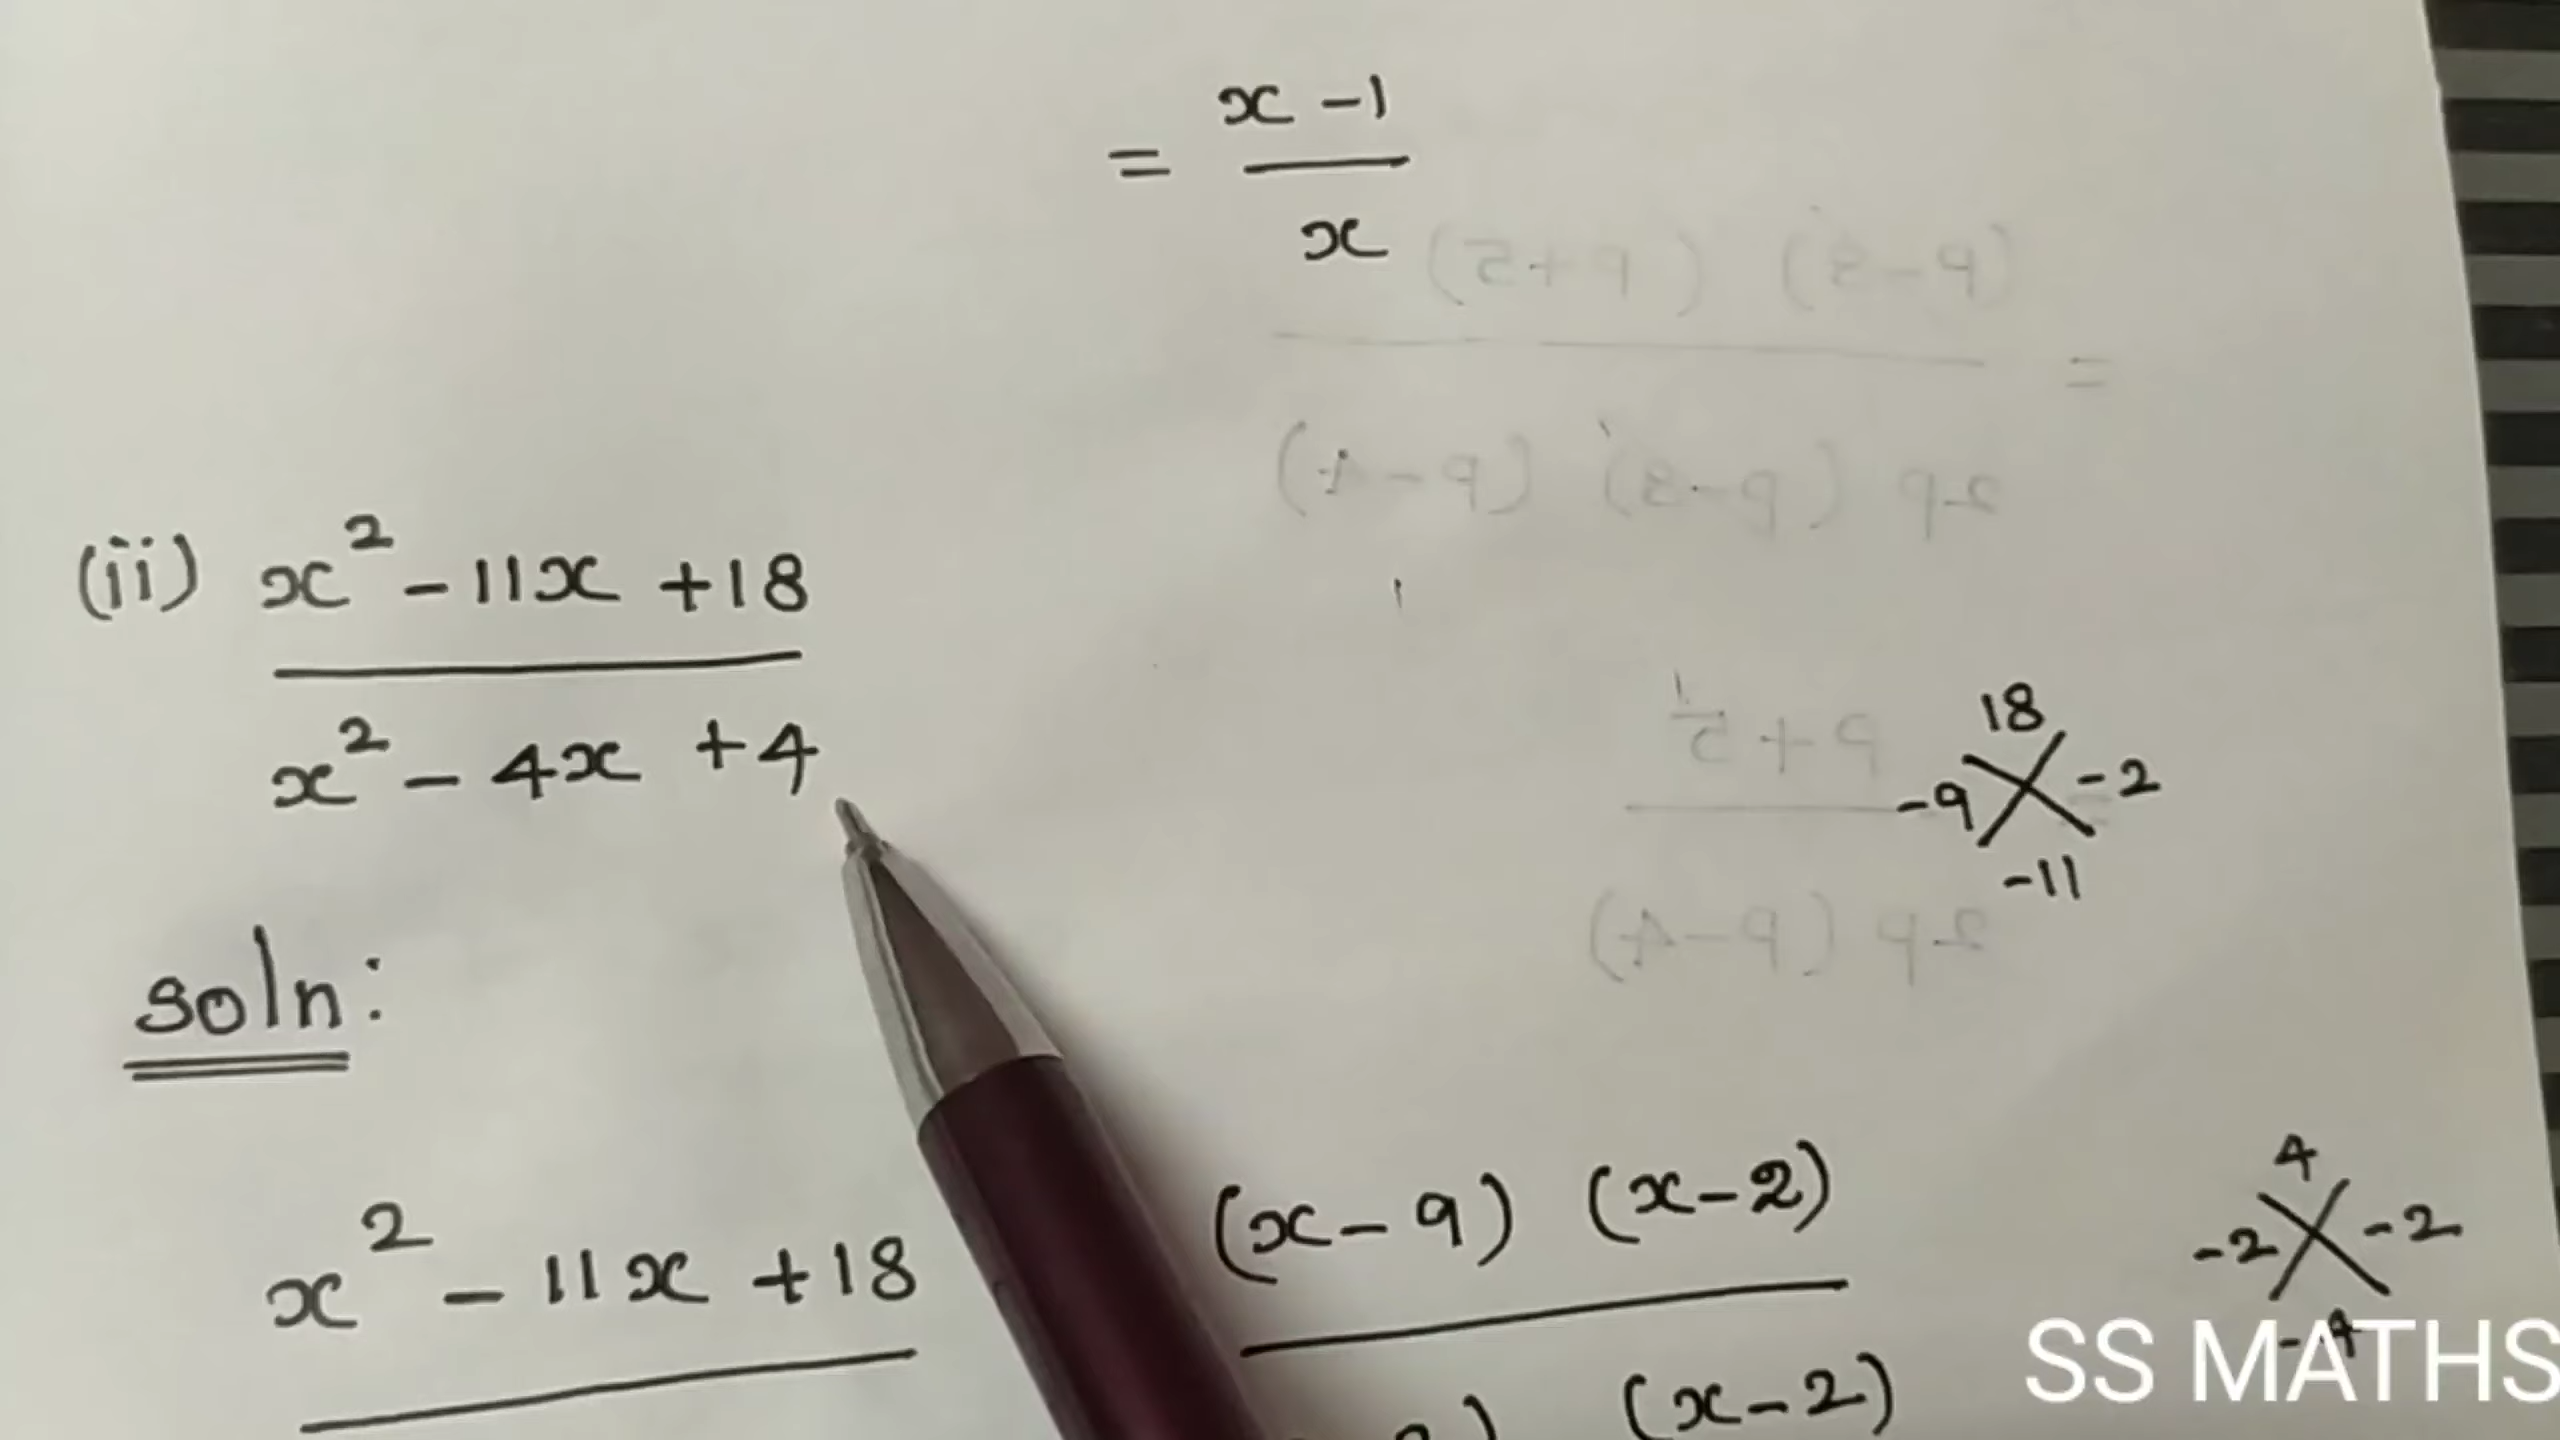 = x - 1
x
(ii) x² - 11x + 18
x² - 4x + 4
18
-9 -2
-11
soln:
x² - 11x + 18 (x - 9) (x - 2)
) (x - 2)
4
-2 -2
-4
SS MATHS